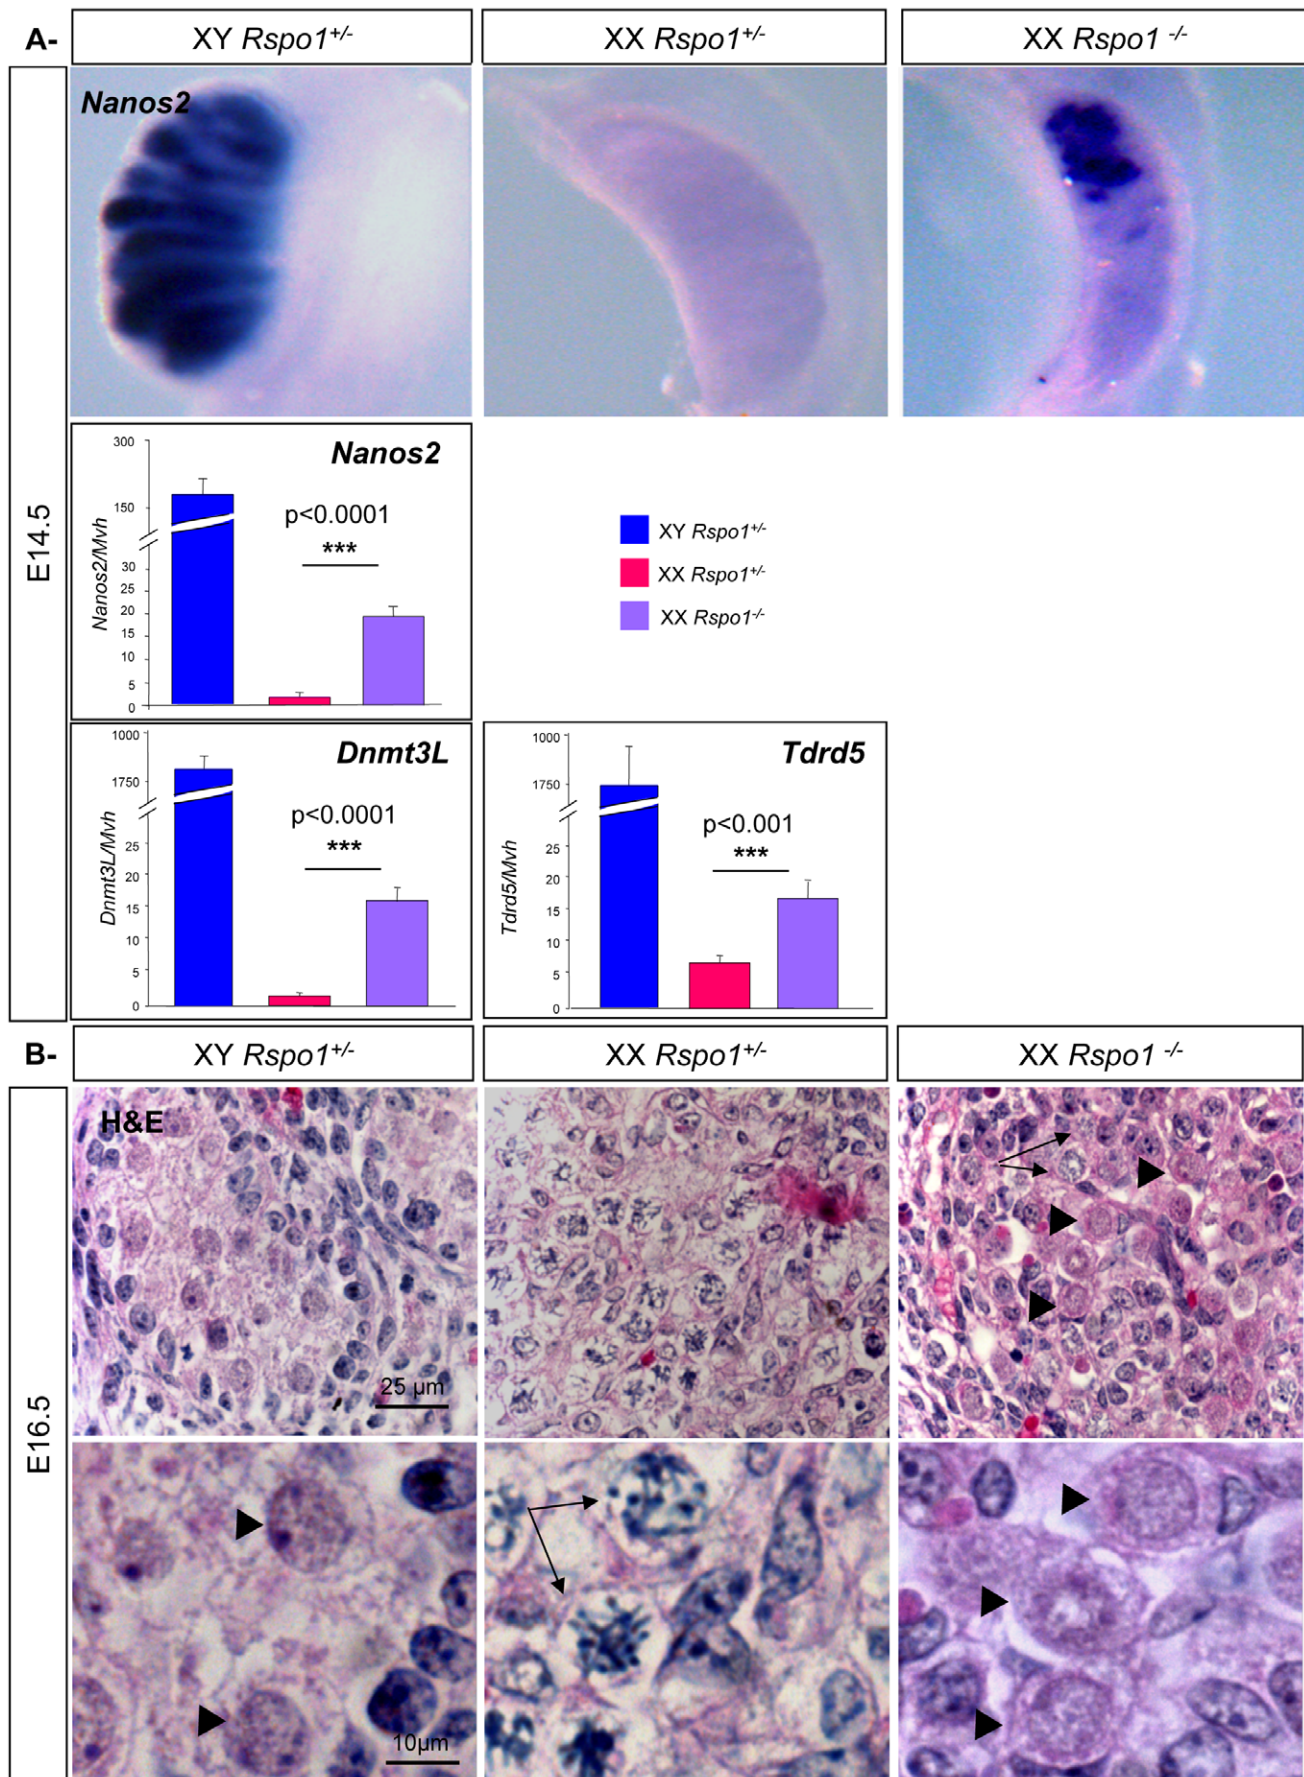 A-
XY Rspo1+/-
XX Rspo1+/-
XX Rspo1 -/-
E14.5
Nanos2
Nanos2
Nanos2/Mvh
300
150
30
25
20
15
10
5
0
p<0.0001
***
XY Rspo1+/-
XX Rspo1+/-
XX Rspo1-/-
Dnmt3L
Dnmt3L/Mvh
1000
1750
25
20
15
10
5
0
p<0.0001
***
Tdrd5
Tdrd5/Mvh
1000
1750
25
20
15
10
5
0
p<0.001
***
B-
XY Rspo1+/-
XX Rspo1+/-
XX Rspo1 -/-
E16.5
H&E
25 µm
10µm